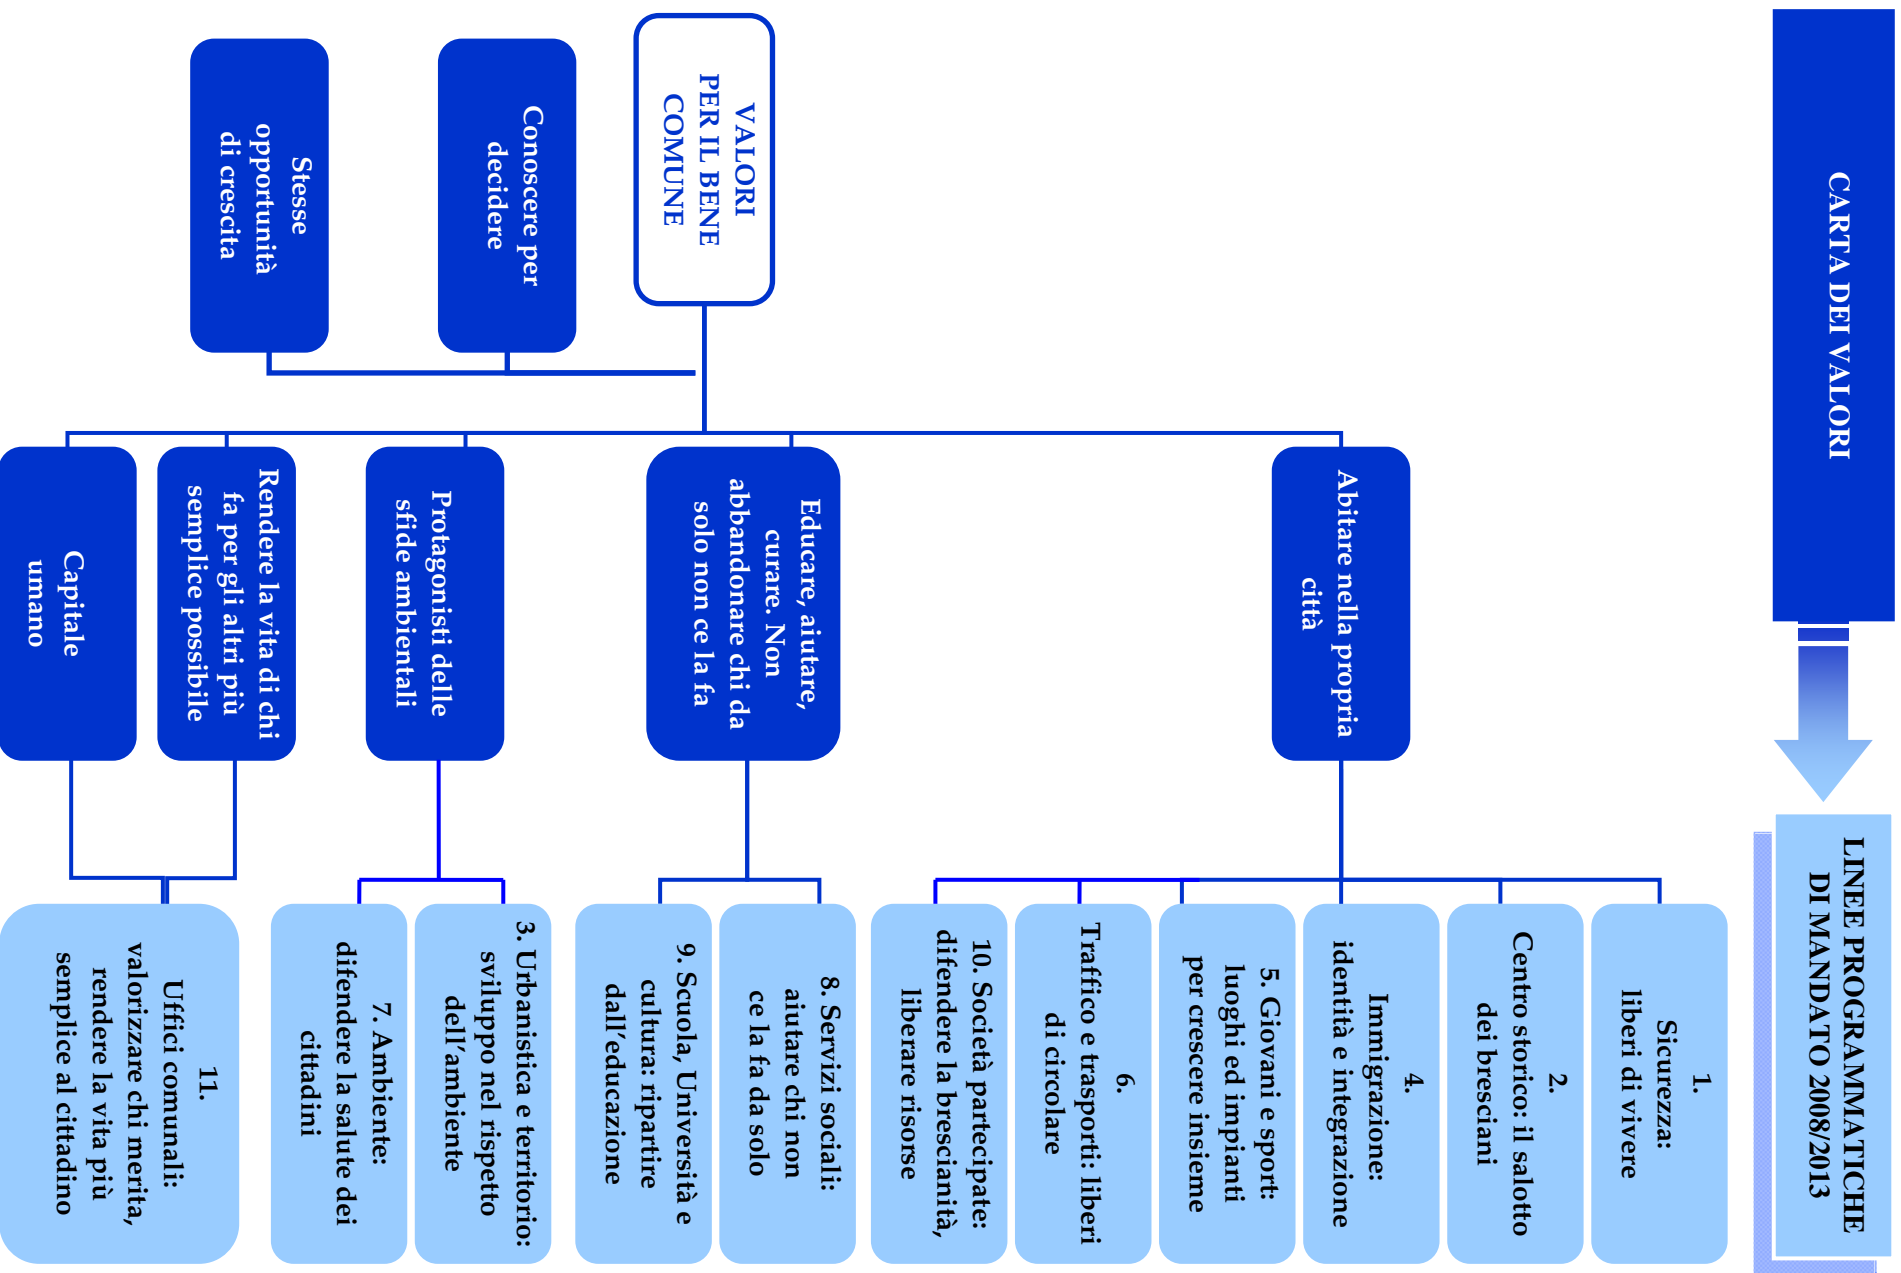 CARTA DEI VALORI
LINEE PROGRAMMATICHE
DI MANDATO 2008/2013
VALORI
PER IL BENE
COMUNE
Conoscere per
decidere
Stesse
opportunità
di crescita
Abitare nella propria
città
Educare, aiutare,
curare. Non
abbandonare chi da
solo non ce la fa
Protagonisti delle
sfide ambientali
Rendere la vita di chi
fa per gli altri più
semplice possibile
Capitale
umano
1.
Sicurezza:
liberi di vivere
2.
Centro storico: il salotto
dei bresciani
4.
Immigrazione:
identità e integrazione
5. Giovani e sport:
luoghi ed impianti
per crescere insieme
6.
Traffico e trasporti: liberi
di circolare
10. Società partecipate:
difendere la brescianità,
liberare risorse
8. Servizi sociali:
aiutare chi non
ce la fa da solo
9. Scuola, Università e
cultura: ripartire
dall'educazione
3. Urbanistica e territorio:
sviluppo nel rispetto
dell'ambiente
7. Ambiente:
difendere la salute dei
cittadini
11.
Uffici comunali:
valorizzare chi merita,
rendere la vita più
semplice al cittadino